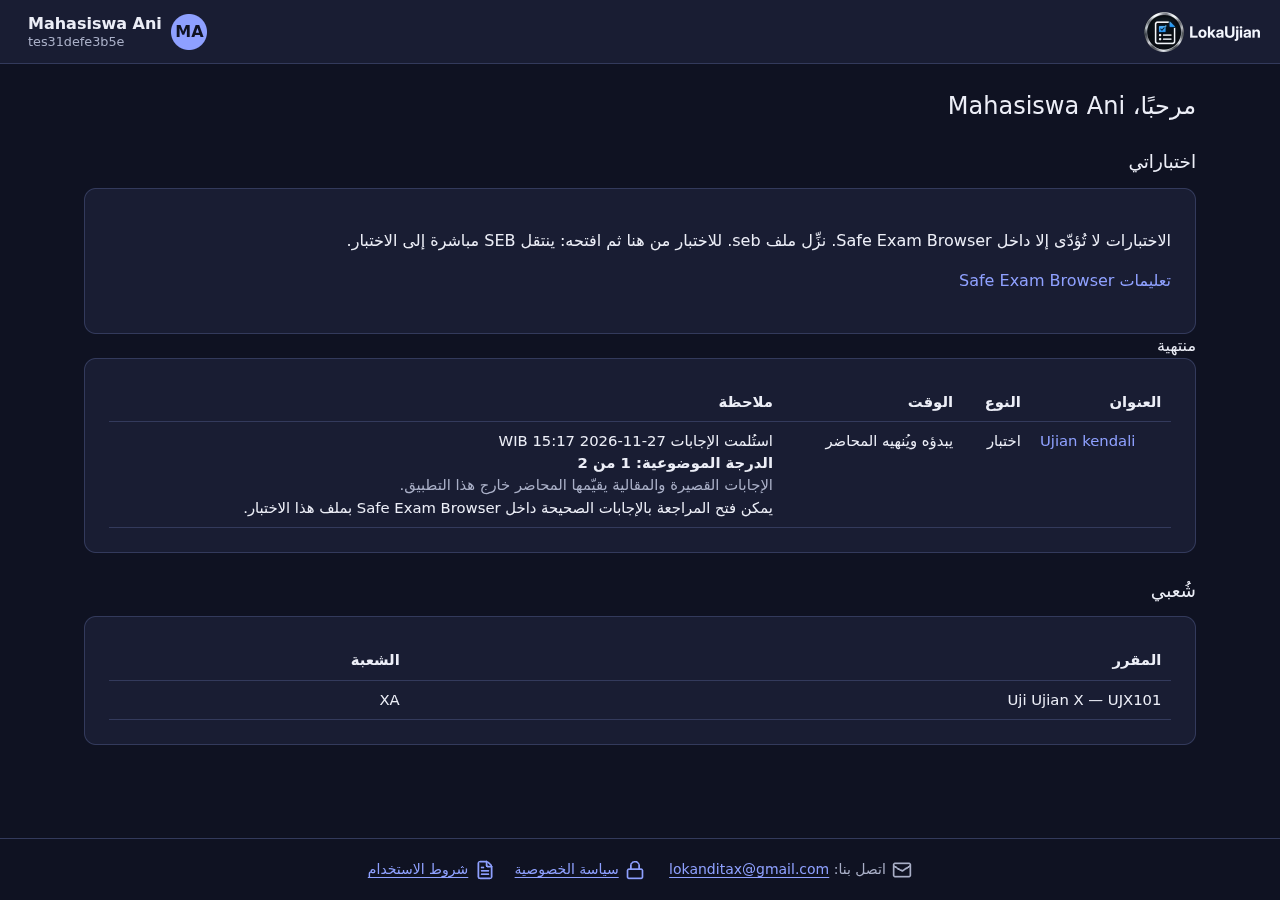 LokaUjian
Mahasiswa Ani
tes31defe3b5e
MA
مرحبًا، Mahasiswa Ani
اختباراتي
الاختبارات لا تُؤدّى إلا داخل Safe Exam Browser. نزِّل ملف ‎.seb للاختبار من هنا ثم افتحه: ينتقل SEB مباشرة إلى الاختبار.
تعليمات Safe Exam Browser
منتهية
العنوان النوع الوقت ملاحظة
Ujian kendali اختبار يبدؤه ويُنهيه المحاضر استُلمت الإجابات 2026-11-27 15:17 WIB
الدرجة الموضوعية: 1 من 2
الإجابات القصيرة والمقالية يقيّمها المحاضر خارج هذا التطبيق.
يمكن فتح المراجعة بالإجابات الصحيحة داخل Safe Exam Browser بملف هذا الاختبار.
شُعبي
المقرر الشعبة
Uji Ujian X — UJX101 XA
اتصل بنا: lokanditax@gmail.com سياسة الخصوصية شروط الاستخدام